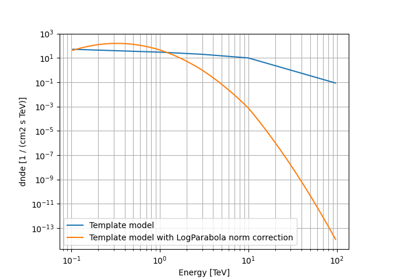 10³
10¹
10⁻¹
10⁻³
10⁻⁵
10⁻⁷
10⁻⁹
10⁻¹¹
10⁻¹³
dnde [1 / (cm2 s TeV)]
Template model
Template model with LogParabola norm correction
10⁻¹ 10⁰ 10¹ 10²
Energy [TeV]